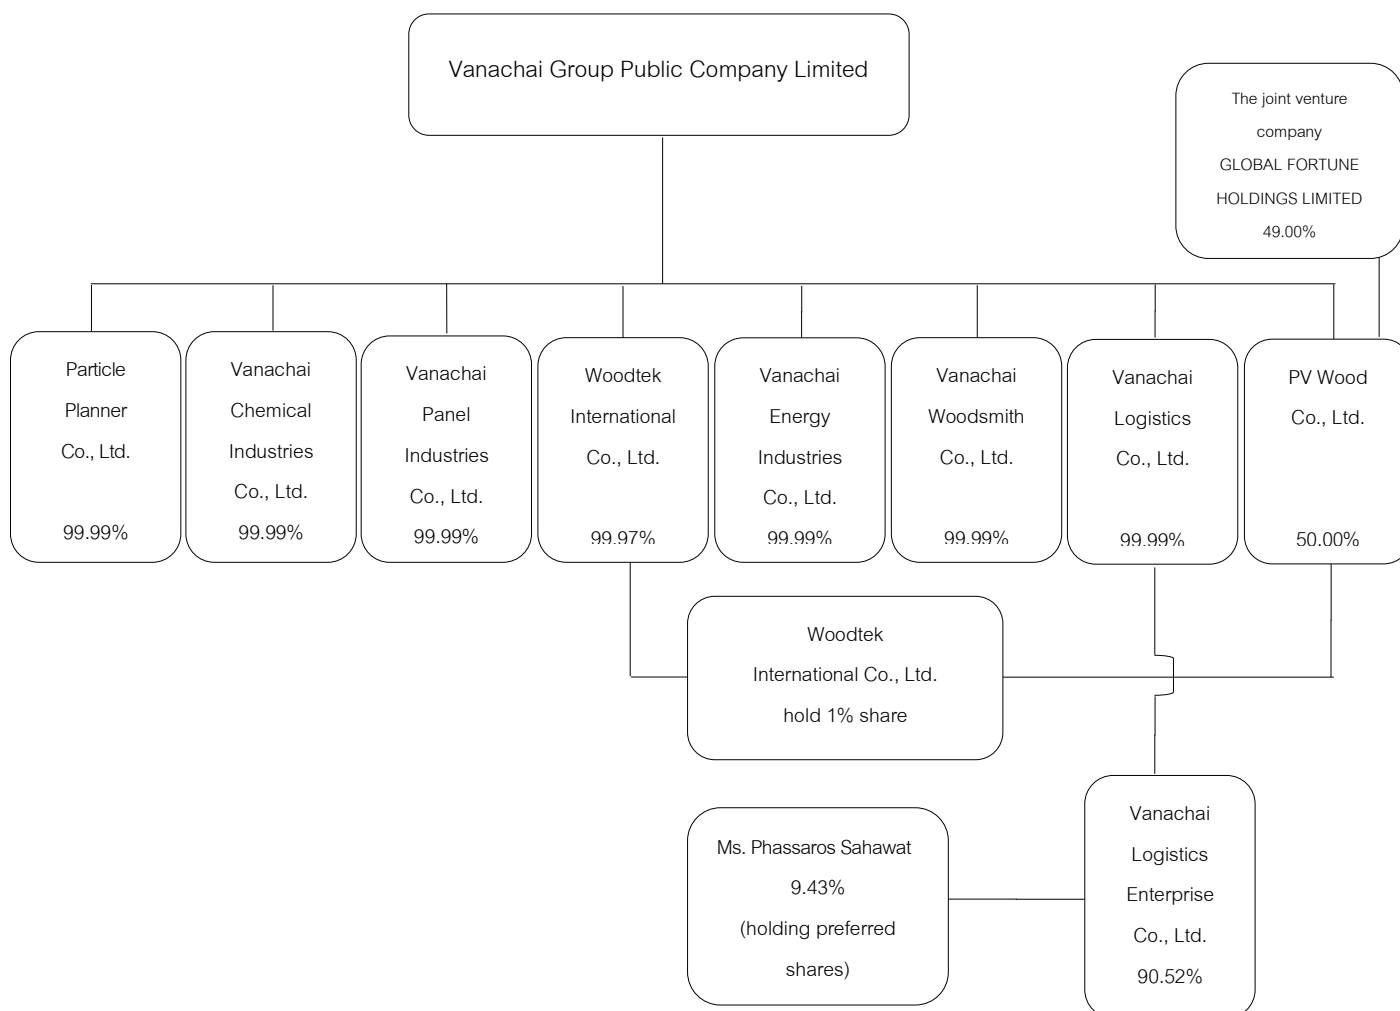 Vanachai Group Public Company Limited
The joint venture
company
GLOBAL FORTUNE
HOLDINGS LIMITED
49.00%
Particle
Planner
Co., Ltd.
99.99%
Vanachai
Chemical
Industries
Co., Ltd.
99.99%
Vanachai
Panel
Industries
Co., Ltd.
99.99%
Woodtek
International
Co., Ltd.
99.97%
Vanachai
Energy
Industries
Co., Ltd.
99.99%
Vanachai
Woodsmith
Co., Ltd.
99.99%
Vanachai
Logistics
Co., Ltd.
99.99%
PV Wood
Co., Ltd.
50.00%
Woodtek
International Co., Ltd.
hold 1% share
Ms. Phassaros Sahawat
9.43%
(holding preferred
shares)
Vanachai
Logistics
Enterprise
Co., Ltd.
90.52%